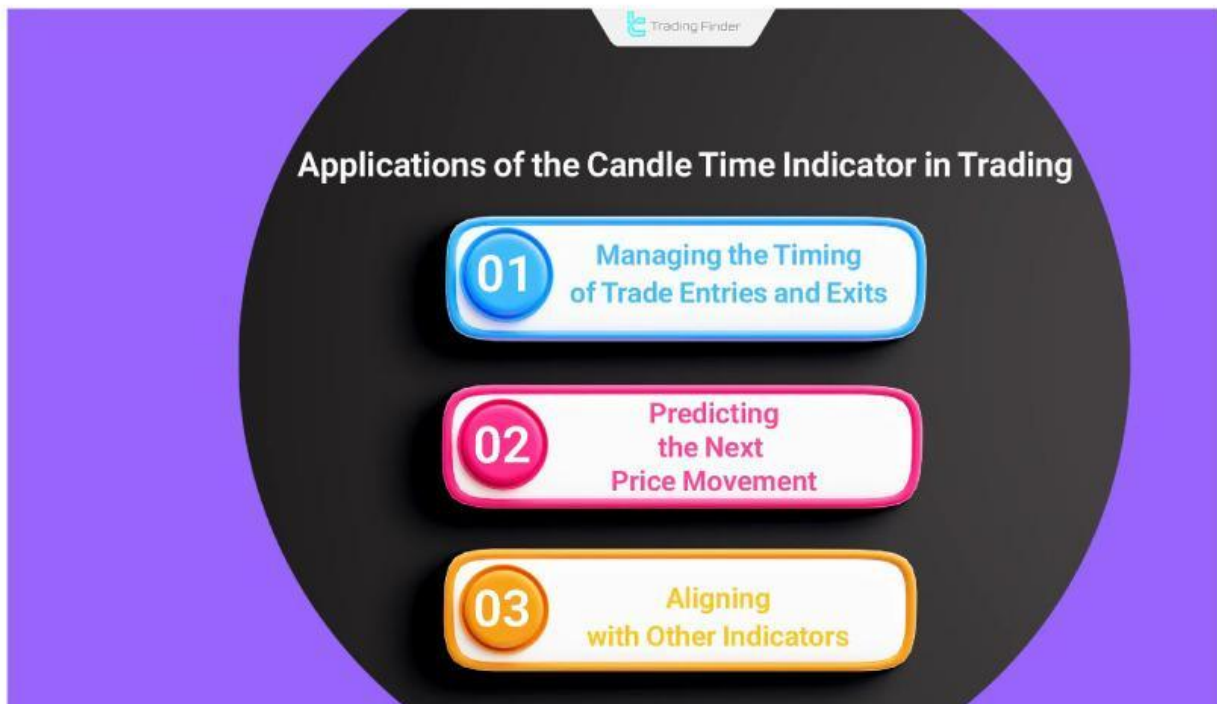 Trading Finder
Applications of the Candle Time Indicator in Trading
01
Managing the Timing
of Trade Entries and Exits
02
Predicting
the Next
Price Movement
03
Aligning
with Other Indicators